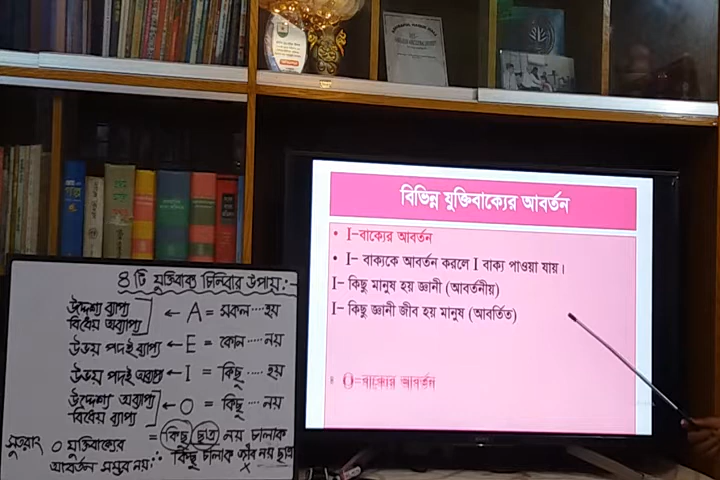 বিভিন্ন যুক্তিবাক্যের আবর্তন
• I-বাক্যের আবর্তন
• I- বাক্যকে আবর্তন করলে I বাক্য পাওয়া যায়।
I- কিছু মানুষ হয় জ্ঞানী (আবর্তনীয়)
I- কিছু জ্ঞানী জীব হয় মানুষ (আবর্তিত)
O-বাক্যের আবর্তন
৪ টি যুক্তিবাক্য চিনিবার উপায়:-
উদ্দেশ্য ব্যাপ্য
বিধেয় অব্যাপ্য ← A = সকল....হয়
উভয় পদই ব্যাপ্য ← E = কোন.....নয়
উভয় পদই অব্যাপ্য ← I = কিছু.....হয়
উদ্দেশ্য অব্যাপ্য
বিধেয় ব্যাপ্য ← O = কিছু....নয়
= কিছু ছাত্র নয় চালাক
সুতরাং O যুক্তিবাক্যের
কিছু চালাক জীব নয় ছাত্র
আবর্তন সম্ভব নয়∴ x